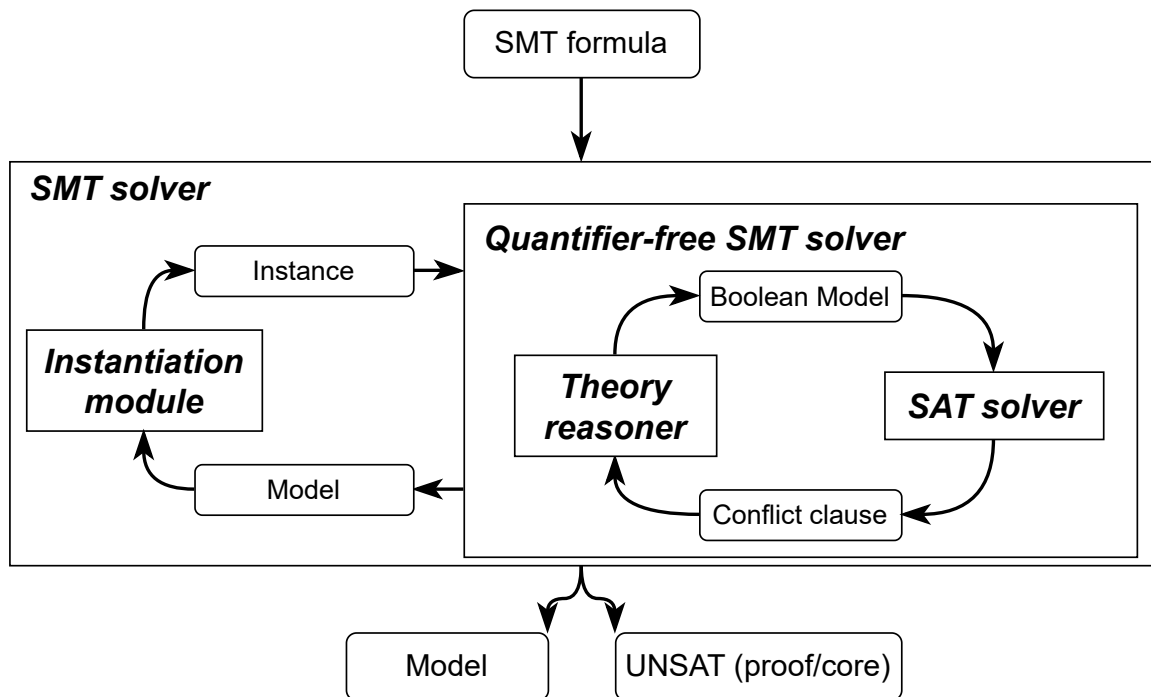 SMT formula
SMT solver
Quantifier-free SMT solver
Instance
Boolean Model
Instantiation
module
Theory
reasoner
SAT solver
Model
Conflict clause
Model
UNSAT (proof/core)